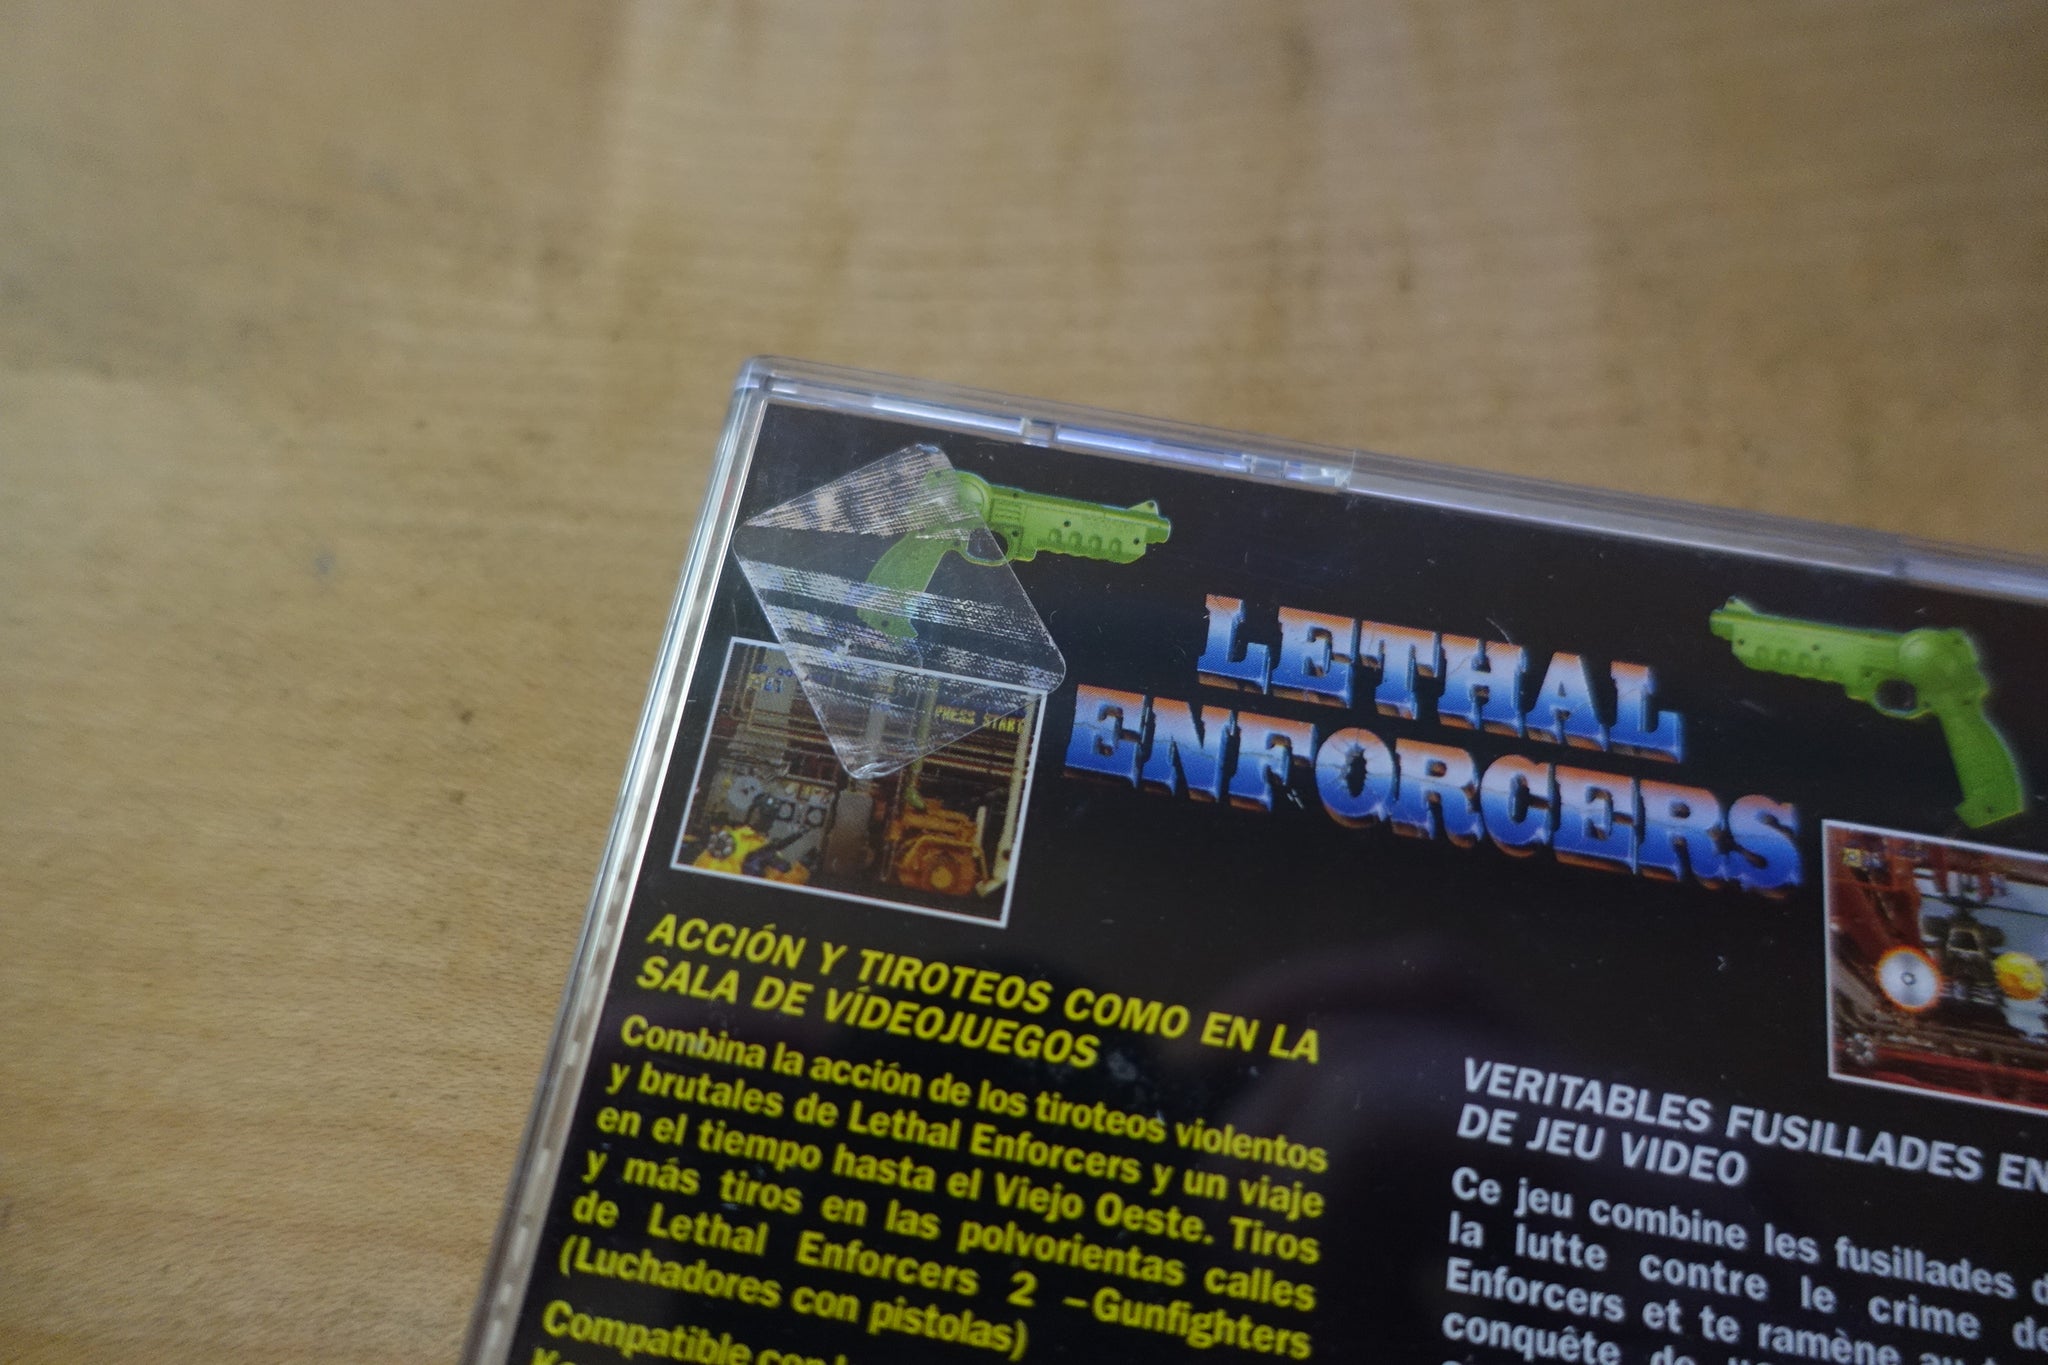 PRESS START
LETHAL
ENFORCERS
ACCIÓN Y TIROTEOS COMO EN LA
SALA DE VÍDEOJUEGOS
Combina la acción de los tiroteos violentos
y brutales de Lethal Enforcers y un viaje
en el tiempo hasta el Viejo Oeste. Tiros
y más tiros en las polvorientas calles
de Lethal Enforcers 2 –Gunfighters
(Luchadores con pistolas)
Compatible con
VERITABLES FUSILLADES EN
DE JEU VIDEO
Ce jeu combine les fusillades
la lutte contre le crime de
Enforcers et te ramène
conquête de